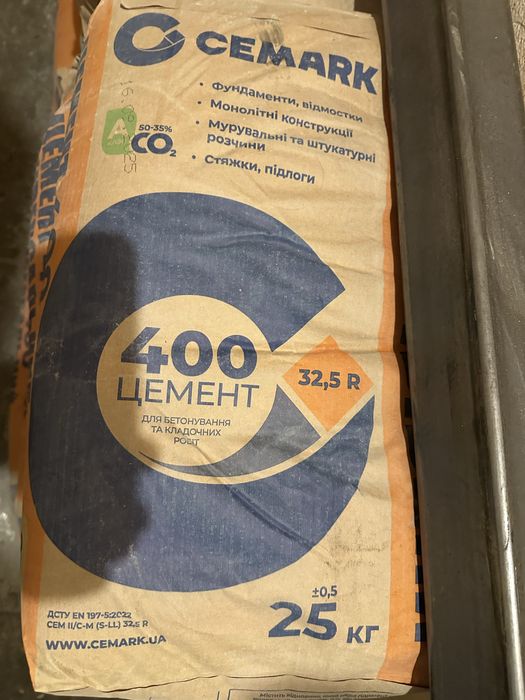 CEMARK
• Фундаменти, відмостки
• Монолітні конструкції
• Мурувальні та штукатурні
розчини
• Стяжки, підлоги
A
50-35%
CO₂
400
ЦЕМЕНТ
ДЛЯ БЕТОНУВАННЯ
ТА КЛАДОЧНИХ
РОБІТ
32,5 R
ДСТУ EN 197-5:2022
CEM II/C-M (S-LL) 32,5 R
WWW.CEMARK.UA
±0,5
25 КГ